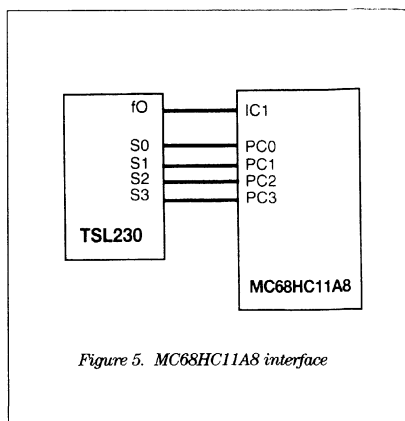 fO IC1
S0 PC0
S1 PC1
S2 PC2
S3 PC3
TSL230
MC68HC11A8
Figure 5. MC68HC11A8 interface